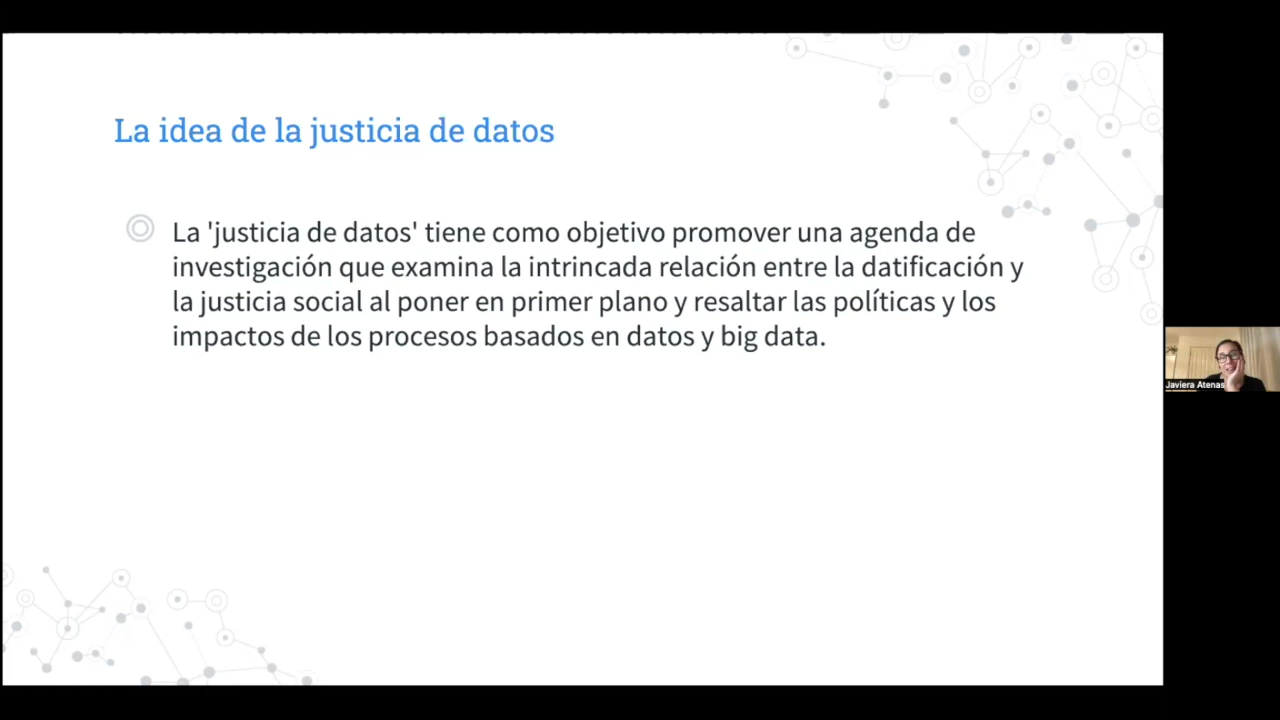 La idea de la justicia de datos
La 'justicia de datos' tiene como objetivo promover una agenda de
investigación que examina la intrincada relación entre la datificación y
la justicia social al poner en primer plano y resaltar las políticas y los
impactos de los procesos basados en datos y big data.
Javiera Atenas